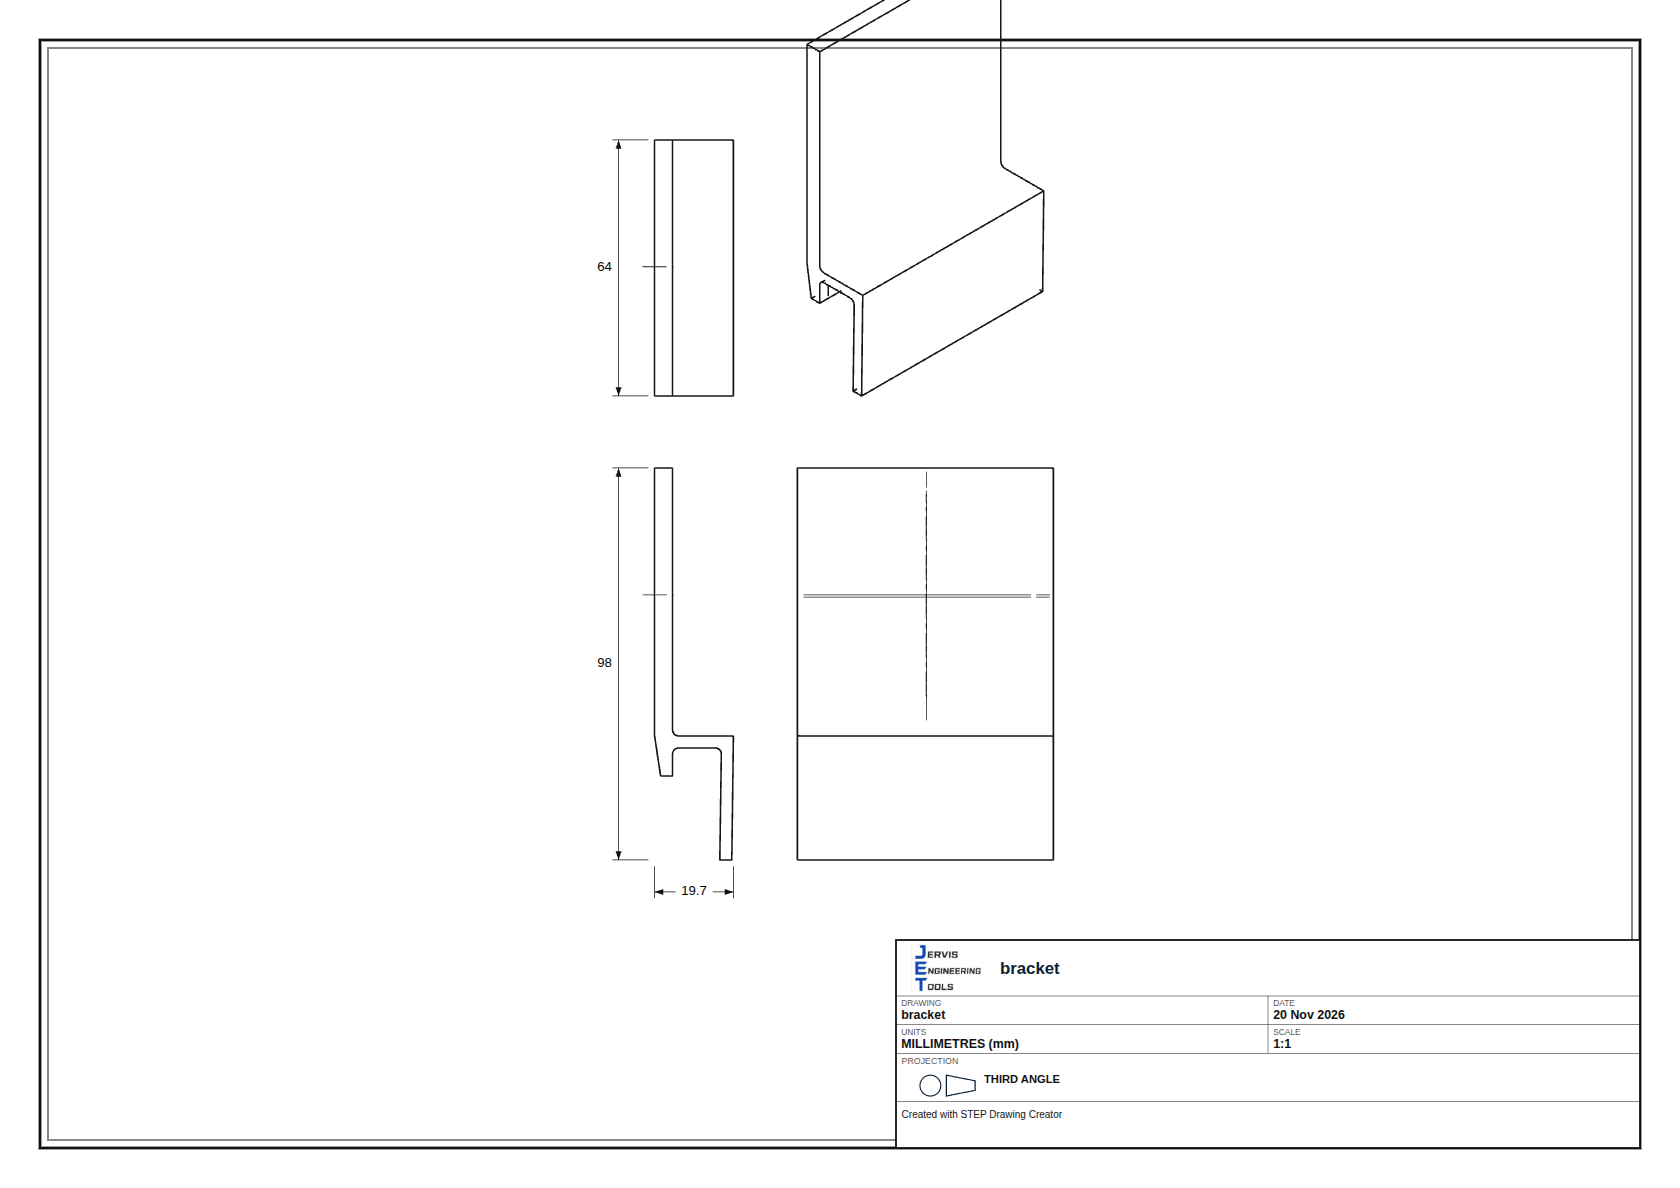 64
98
19.7
JERVIS
ENGINEERING
TOOLS
bracket
DRAWING
bracket
DATE
20 Nov 2026
UNITS
MILLIMETRES (mm)
SCALE
1:1
PROJECTION
THIRD ANGLE
Created with STEP Drawing Creator